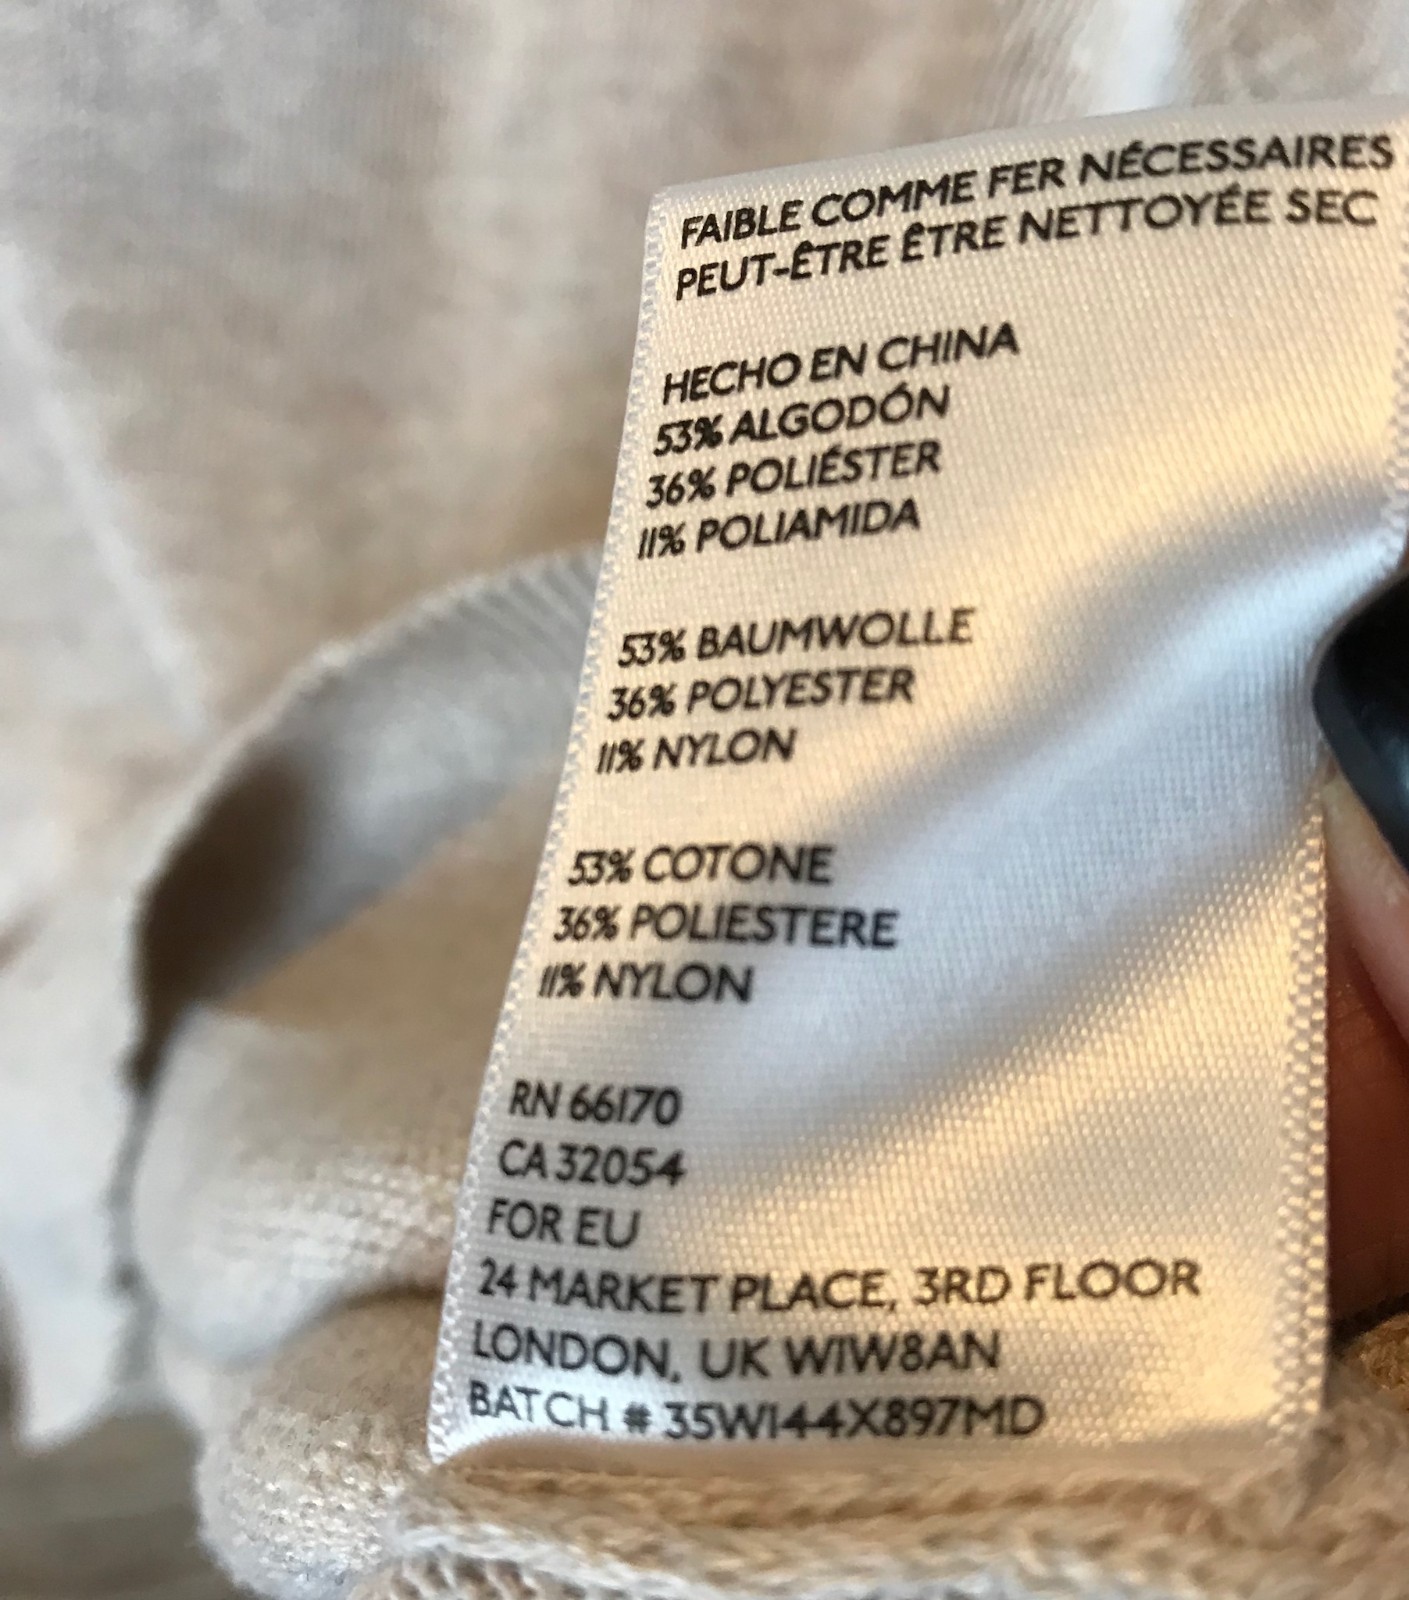 FAIBLE COMME FER NÉCESSAIRES
PEUT-ÊTRE ÊTRE NETTOYÉE SEC
HECHO EN CHINA
53% ALGODÓN
36% POLIÉSTER
11% POLIAMIDA
53% BAUMWOLLE
36% POLYESTER
11% NYLON
53% COTONE
36% POLIESTERE
11% NYLON
RN 66170
CA 32054
FOR EU
24 MARKET PLACE, 3RD FLOOR
LONDON, UK W1W8AN
BATCH # 35WI44X897MD